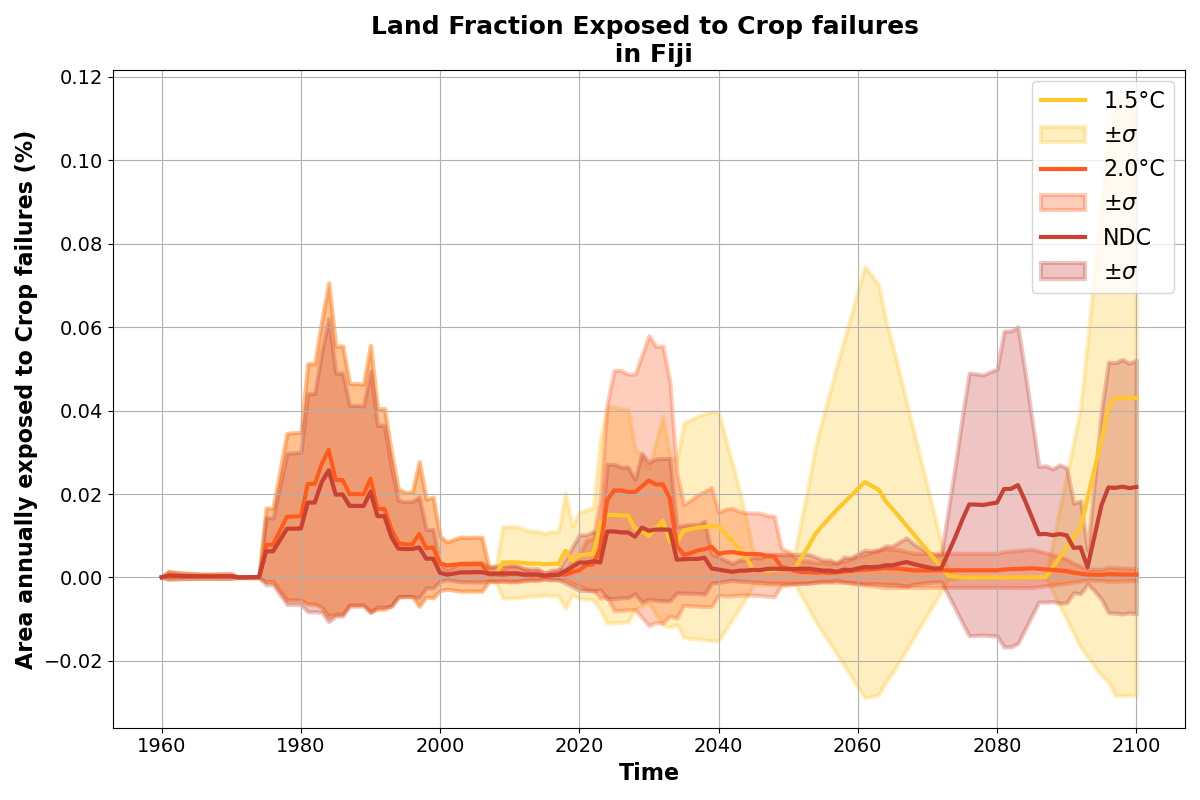 Land Fraction Exposed to Crop failures
in Fiji
Area annually exposed to Crop failures (%)
0.12
0.10
0.08
0.06
0.04
0.02
0.00
−0.02
1.5°C
±σ
2.0°C
±σ
NDC
±σ
1960
1980
2000
2020
2040
2060
2080
2100
Time